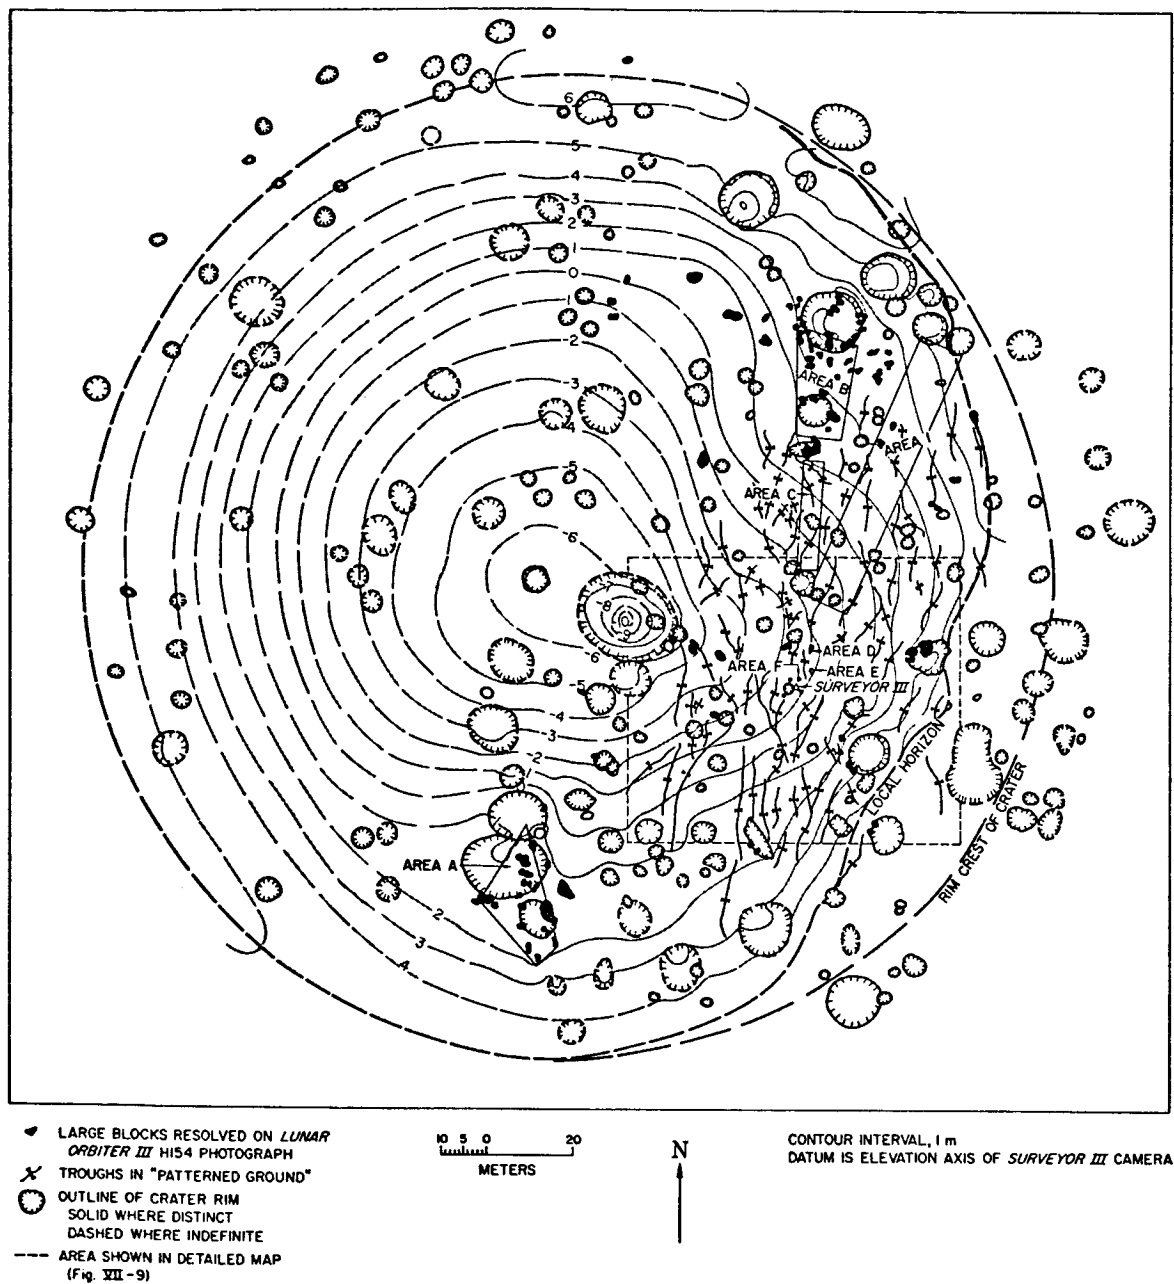 6
5
4
3
2
1
0
1
-2
-3
-4
-5
-6
-8
-9
AREA B
AREA
AREA C
AREA D
AREA F
AREA E
SURVEYOR III
-6
-5
-4
-3
-2
-1
LOCAL HORIZON
RIM CREST OF CRATER
AREA A
2
3
4
LARGE BLOCKS RESOLVED ON LUNAR
ORBITER III H154 PHOTOGRAPH
TROUGHS IN "PATTERNED GROUND"
OUTLINE OF CRATER RIM
SOLID WHERE DISTINCT
DASHED WHERE INDEFINITE
AREA SHOWN IN DETAILED MAP
(Fig. VII-9)
10 5 0 20
METERS
N
CONTOUR INTERVAL, 1 m
DATUM IS ELEVATION AXIS OF SURVEYOR III CAMERA